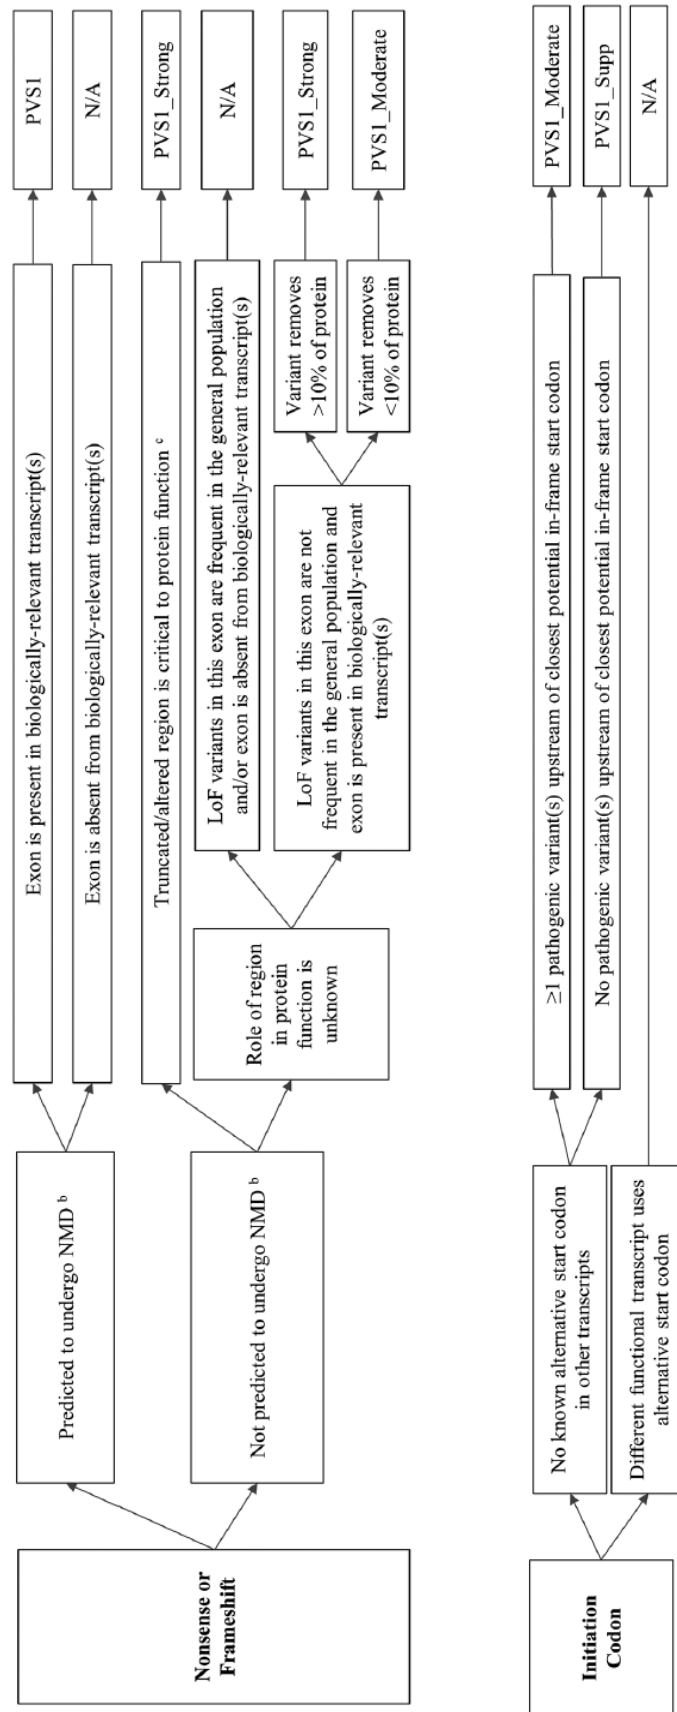 Nonsense or
Frameshift
Predicted to undergo NMD ᵇ
Exon is present in biologically-relevant transcript(s)
PVS1
Exon is absent from biologically-relevant transcript(s)
N/A
Not predicted to undergo NMD ᵇ
Truncated/altered region is critical to protein function ᶜ
PVS1_Strong
Role of region
in protein
function is
unknown
LoF variants in this exon are frequent in the general population
and/or exon is absent from biologically-relevant transcript(s)
N/A
LoF variants in this exon are not
frequent in the general population and
exon is present in biologically-relevant
transcript(s)
Variant removes
>10% of protein
PVS1_Strong
Variant removes
<10% of protein
PVS1_Moderate
Initiation
Codon
No known alternative start codon
in other transcripts
≥1 pathogenic variant(s) upstream of closest potential in-frame start codon
PVS1_Moderate
No pathogenic variant(s) upstream of closest potential in-frame start codon
PVS1_Supp
Different functional transcript uses
alternative start codon
N/A